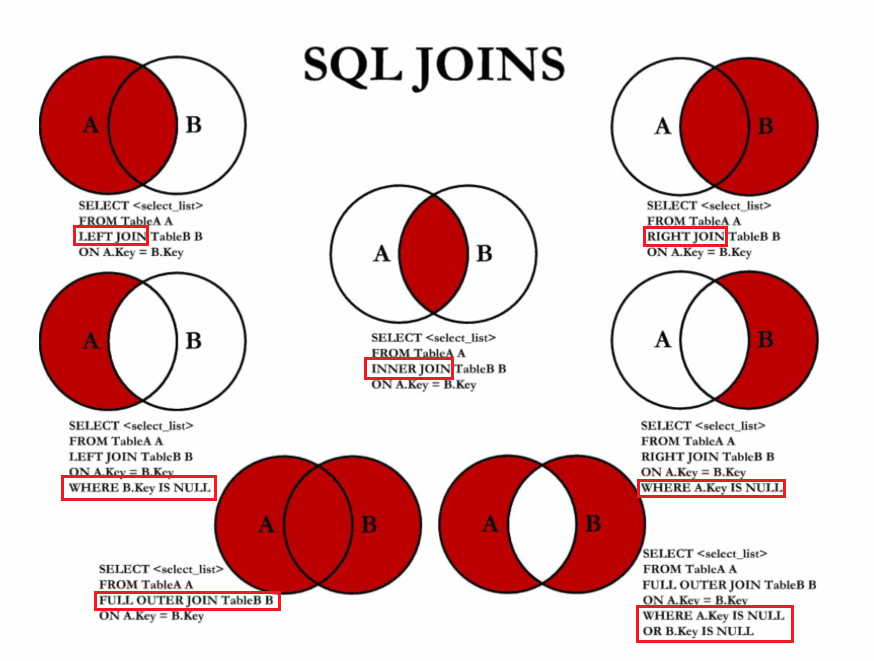 SQL JOINS
A B
SELECT <select_list>
FROM TableA A
LEFT JOIN TableB B
ON A.Key = B.Key
A B
SELECT <select_list>
FROM TableA A
RIGHT JOIN TableB B
ON A.Key = B.Key
A B
SELECT <select_list>
FROM TableA A
INNER JOIN TableB B
ON A.Key = B.Key
A B
SELECT <select_list>
FROM TableA A
LEFT JOIN TableB B
ON A.Key = B.Key
WHERE B.Key IS NULL
A B
SELECT <select_list>
FROM TableA A
RIGHT JOIN TableB B
ON A.Key = B.Key
WHERE A.Key IS NULL
A B
SELECT <select_list>
FROM TableA A
FULL OUTER JOIN TableB B
ON A.Key = B.Key
A B
SELECT <select_list>
FROM TableA A
FULL OUTER JOIN TableB B
ON A.Key = B.Key
WHERE A.Key IS NULL
OR B.Key IS NULL